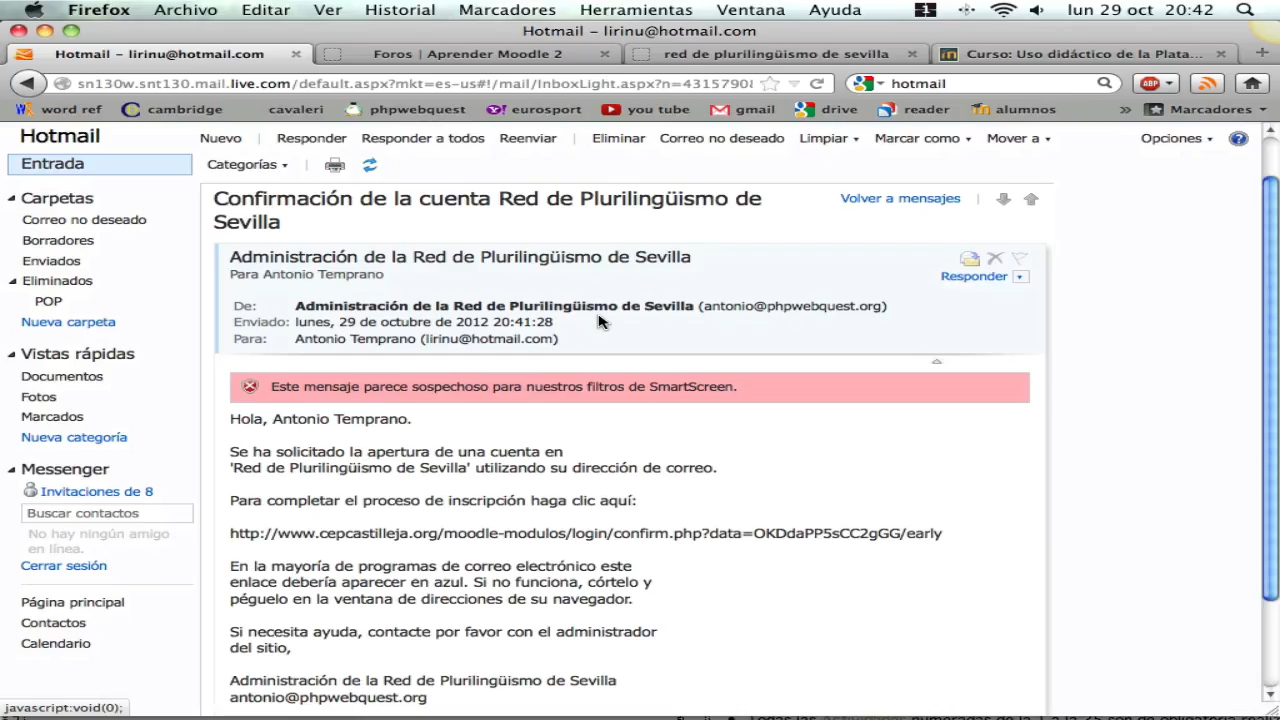 Firefox Archivo Editar Ver Historial Marcadores Herramientas Ventana Ayuda 1 lun 29 oct 20:42
Hotmail – lirinu@hotmail.com
Hotmail – lirinu@hotmail.com Foros | Aprender Moodle 2 red de plurilingüismo de sevilla Curso: Uso didáctico de la Plata...
sn130w.snt130.mail.live.com/default.aspx?mkt=es-us#!/mail/InboxLight.aspx?n=43157908 hotmail ABP
word ref cambridge cavaleri phpwebquest eurosport you tube gmail drive reader alumnos » Marcadores
Hotmail
Nuevo Responder Responder a todos Reenviar Eliminar Correo no deseado Limpiar Marcar como Mover a Opciones
Categorías
Entrada
Carpetas
Correo no deseado
Borradores
Enviados
Eliminados
POP
Nueva carpeta
Vistas rápidas
Documentos
Fotos
Marcados
Nueva categoría
Messenger
Invitaciones de 8
Buscar contactos
No hay ningún amigo
en línea.
Cerrar sesión
Página principal
Contactos
Calendario
Confirmación de la cuenta Red de Plurilingüismo de
Sevilla
Volver a mensajes
Administración de la Red de Plurilingüismo de Sevilla
Para Antonio Temprano
Responder
De: Administración de la Red de Plurilingüismo de Sevilla (antonio@phpwebquest.org)
Enviado: lunes, 29 de octubre de 2012 20:41:28
Para: Antonio Temprano (lirinu@hotmail.com)
Este mensaje parece sospechoso para nuestros filtros de SmartScreen.
Hola, Antonio Temprano.
Se ha solicitado la apertura de una cuenta en
'Red de Plurilingüismo de Sevilla' utilizando su dirección de correo.
Para completar el proceso de inscripción haga clic aquí:
http://www.cepcastilleja.org/moodle-modulos/login/confirm.php?data=OKDdaPP5sCC2gGG/early
En la mayoría de programas de correo electrónico este
enlace debería aparecer en azul. Si no funciona, córtelo y
péguelo en la ventana de direcciones de su navegador.
Si necesita ayuda, contacte por favor con el administrador
del sitio,
Administración de la Red de Plurilingüismo de Sevilla
antonio@phpwebquest.org
javascript:void(0);